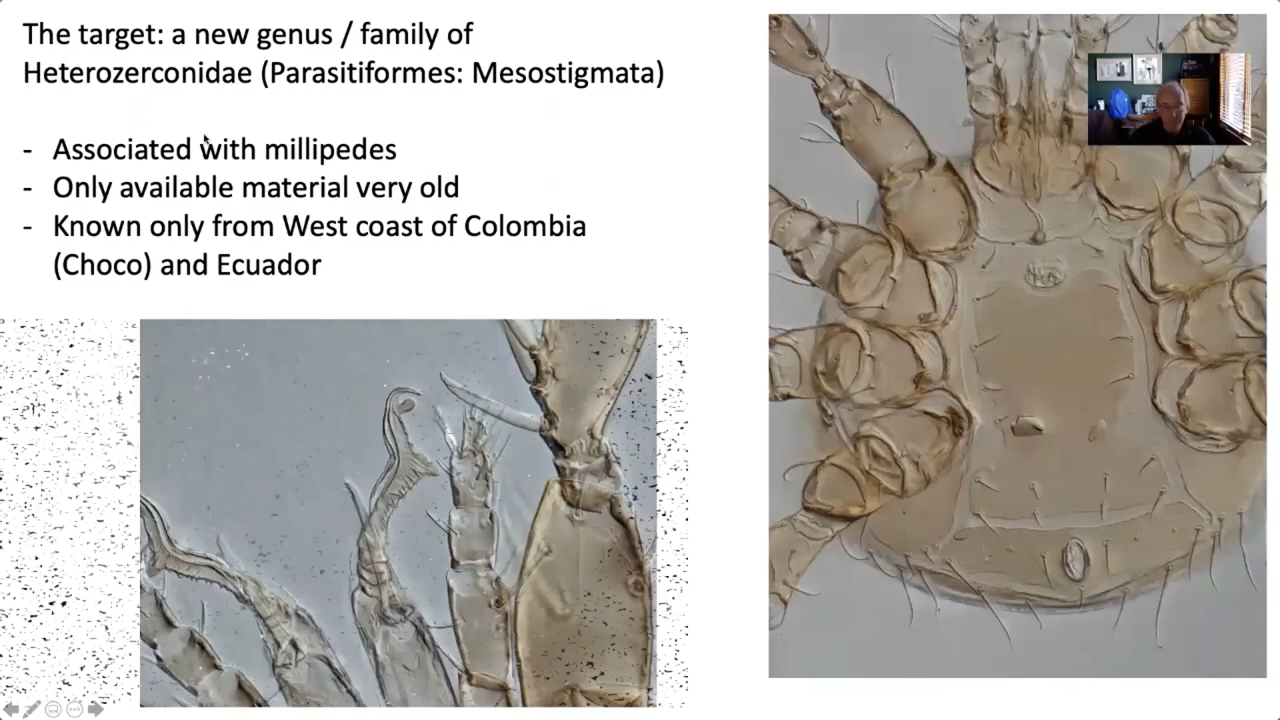 The target: a new genus / family of
Heterozerconidae (Parasitiformes: Mesostigmata)
- Associated with millipedes
- Only available material very old
- Known only from West coast of Colombia
(Choco) and Ecuador